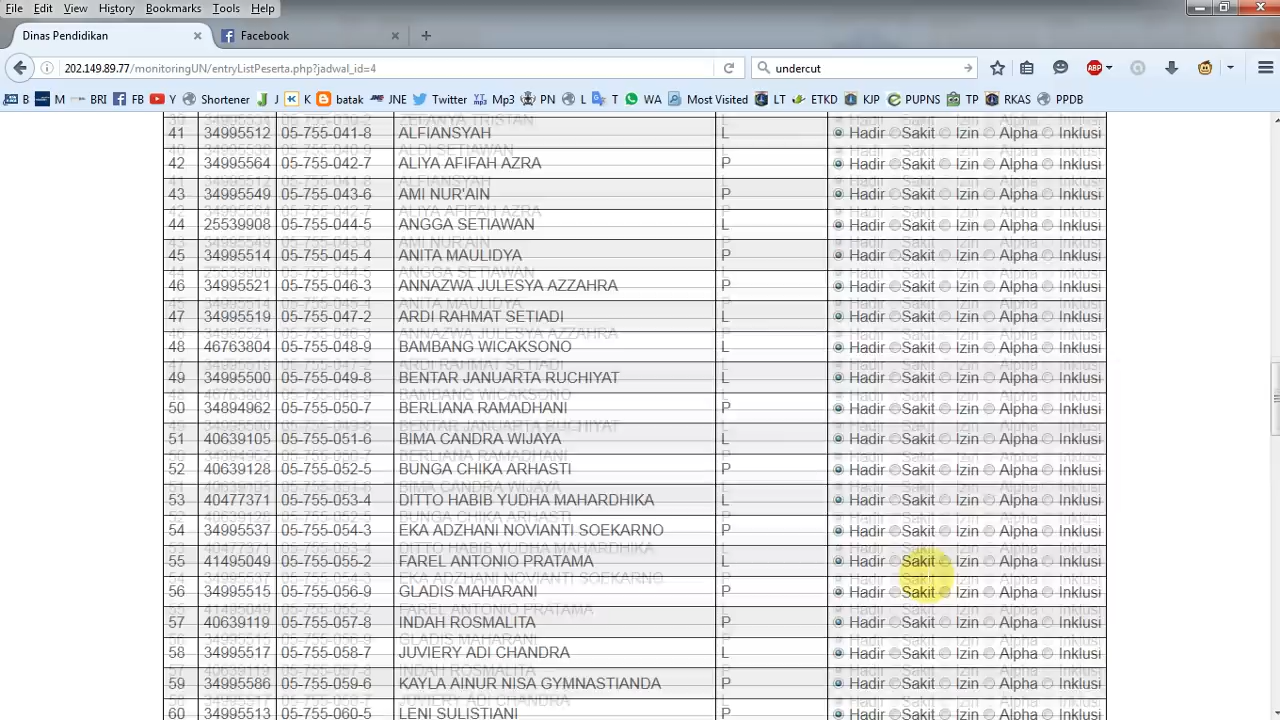 File Edit View History Bookmarks Tools Help
Dinas Pendidikan
Facebook
202.149.89.77/monitoringUN/entryListPeserta.php?jadwal_id=4
undercut
ABP
B M BRI FB Y Shortener J K batak JNE Twitter Mp3 PN L T WA Most Visited LT ETKD KJP PUPNS TP RKAS PPDB
41 34995512 05-755-041-8 ALFIANSYAH L Hadir Sakit Izin Alpha Inklusi
42 34995564 05-755-042-7 ALIYA AFIFAH AZRA P Hadir Sakit Izin Alpha Inklusi
43 34995549 05-755-043-6 AMI NUR'AIN P Hadir Sakit Izin Alpha Inklusi
44 25539908 05-755-044-5 ANGGA SETIAWAN L Hadir Sakit Izin Alpha Inklusi
45 34995514 05-755-045-4 ANITA MAULIDYA P Hadir Sakit Izin Alpha Inklusi
46 34995521 05-755-046-3 ANNAZWA JULESYA AZZAHRA P Hadir Sakit Izin Alpha Inklusi
47 34995519 05-755-047-2 ARDI RAHMAT SETIADI L Hadir Sakit Izin Alpha Inklusi
48 46763804 05-755-048-9 BAMBANG WICAKSONO L Hadir Sakit Izin Alpha Inklusi
49 34995500 05-755-049-8 BENTAR JANUARTA RUCHIYAT L Hadir Sakit Izin Alpha Inklusi
50 34894962 05-755-050-7 BERLIANA RAMADHANI P Hadir Sakit Izin Alpha Inklusi
51 40639105 05-755-051-6 BIMA CANDRA WIJAYA L Hadir Sakit Izin Alpha Inklusi
52 40639128 05-755-052-5 BUNGA CHIKA ARHASTI P Hadir Sakit Izin Alpha Inklusi
53 40477371 05-755-053-4 DITTO HABIB YUDHA MAHARDHIKA L Hadir Sakit Izin Alpha Inklusi
54 34995537 05-755-054-3 EKA ADZHANI NOVIANTI SOEKARNO P Hadir Sakit Izin Alpha Inklusi
55 41495049 05-755-055-2 FAREL ANTONIO PRATAMA L Hadir Sakit Izin Alpha Inklusi
56 34995515 05-755-056-9 GLADIS MAHARANI P Hadir Sakit Izin Alpha Inklusi
57 40639119 05-755-057-8 INDAH ROSMALITA P Hadir Sakit Izin Alpha Inklusi
58 34995517 05-755-058-7 JUVIERY ADI CHANDRA L Hadir Sakit Izin Alpha Inklusi
59 34995586 05-755-059-6 KAYLA AINUR NISA GYMNASTIANDA P Hadir Sakit Izin Alpha Inklusi
60 34995513 05-755-060-5 LENI SULISTIANI P Hadir Sakit Izin Alpha Inklusi